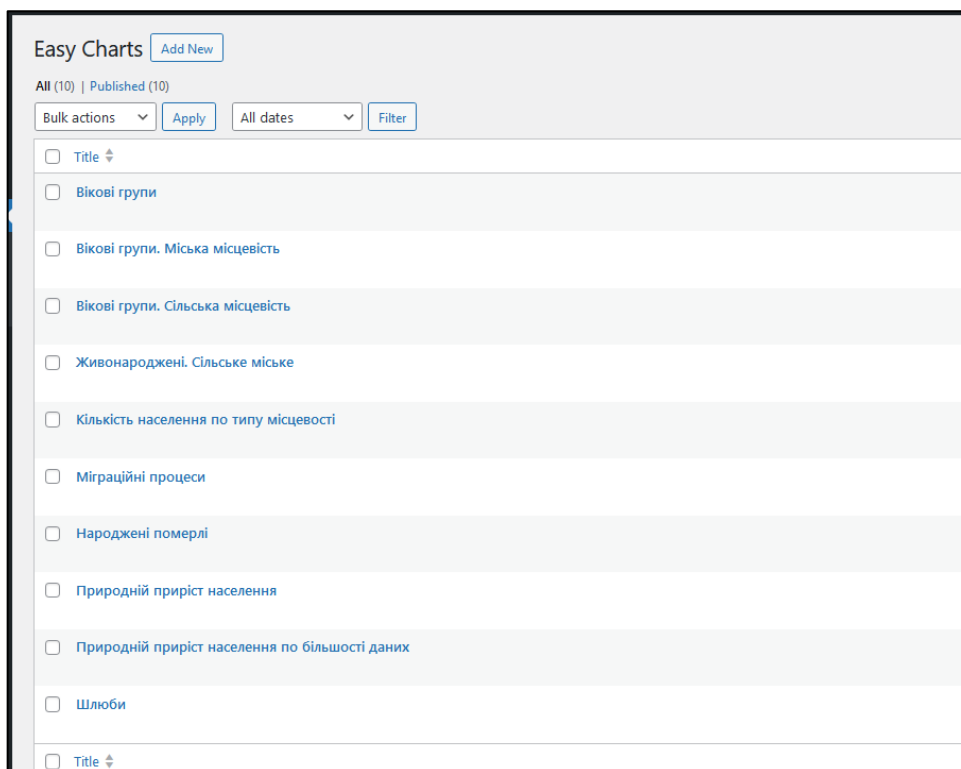 Easy Charts Add New
All (10) | Published (10)
Bulk actions Apply All dates Filter
Title
Вікові групи
Вікові групи. Міська місцевість
Вікові групи. Сільська місцевість
Живонароджені. Сільське міське
Кількість населення по типу місцевості
Міграційні процеси
Народжені померлі
Природній приріст населення
Природній приріст населення по більшості даних
Шлюби
Title